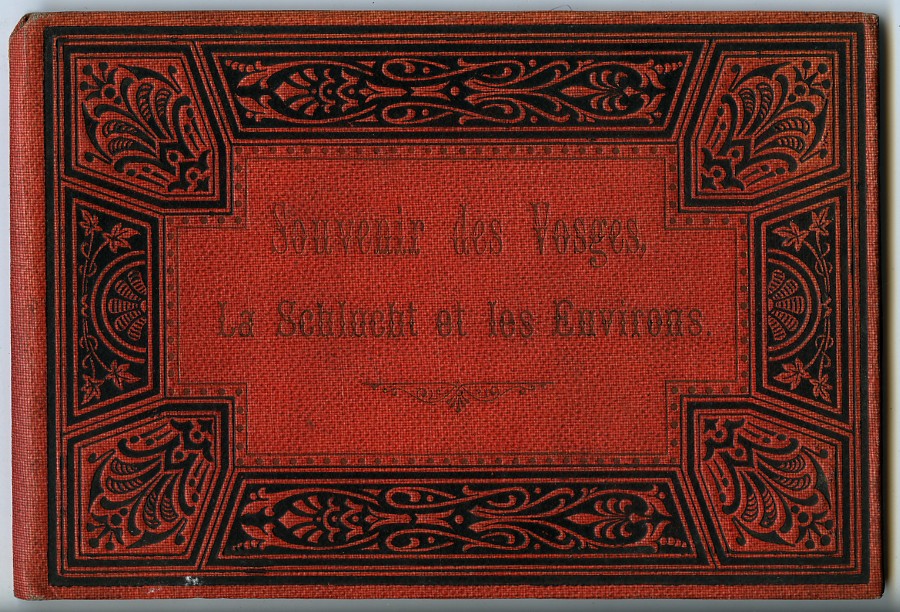 Souvenir des Vosges,
La Schlucht et les Environs.